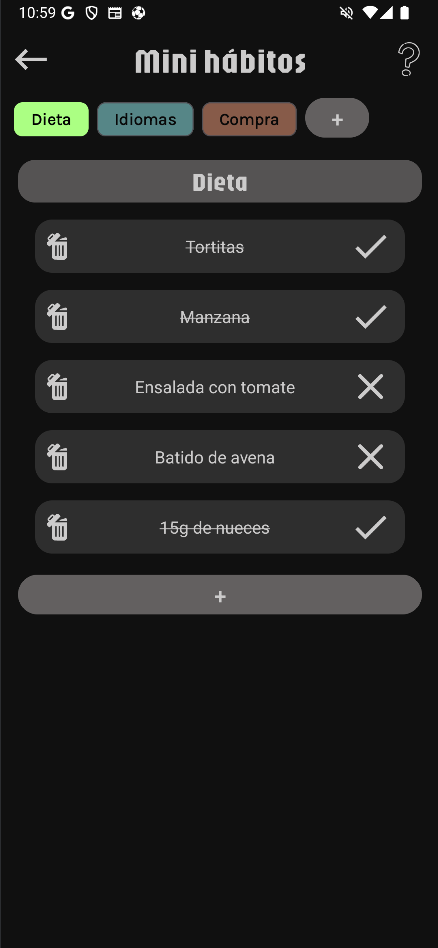 10:59
Mini hábitos
Dieta Idiomas Compra +
Dieta
Tortitas
Manzana
Ensalada con tomate
Batido de avena
15g de nueces
+